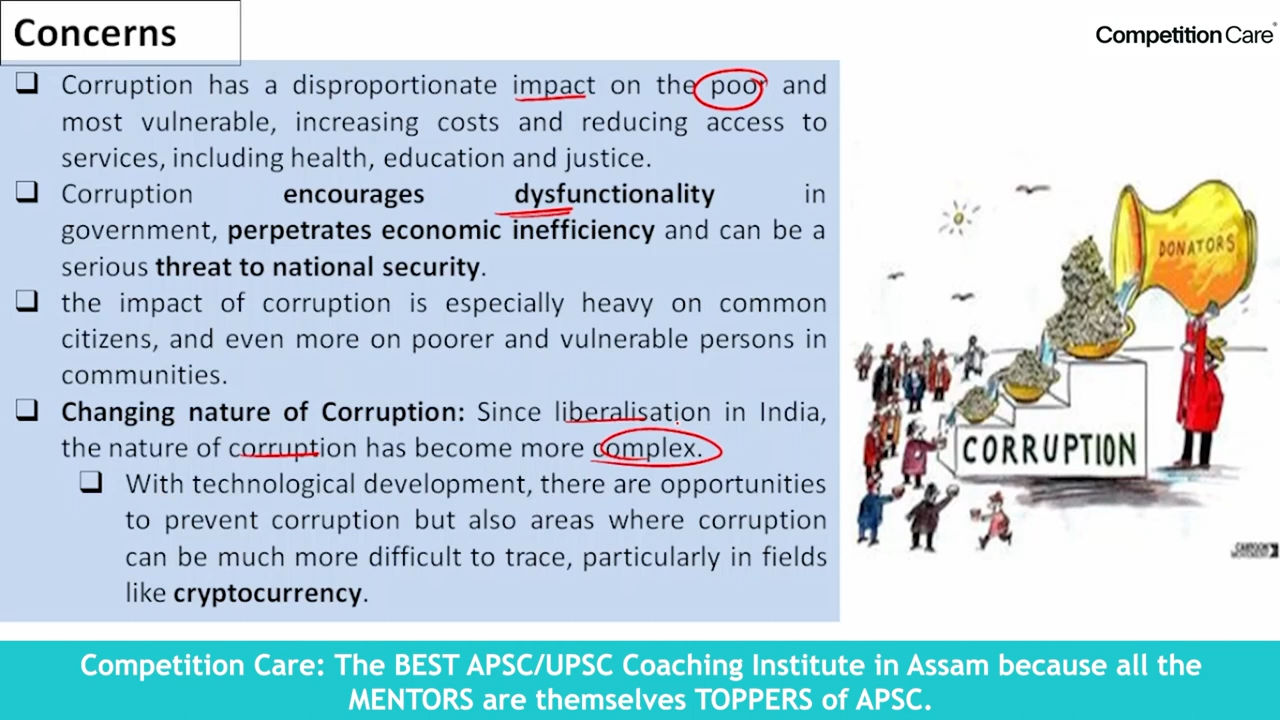 Concerns
Competition Care
❑ Corruption has a disproportionate impact on the poor and
most vulnerable, increasing costs and reducing access to
services, including health, education and justice.
❑ Corruption encourages dysfunctionality in
government, perpetrates economic inefficiency and can be a
serious threat to national security.
❑ the impact of corruption is especially heavy on common
citizens, and even more on poorer and vulnerable persons in
communities.
❑ Changing nature of Corruption: Since liberalisation in India,
the nature of corruption has become more complex.
❑ With technological development, there are opportunities
to prevent corruption but also areas where corruption
can be much more difficult to trace, particularly in fields
like cryptocurrency.
DONATORS
CORRUPTION
CARTOON
Competition Care: The BEST APSC/UPSC Coaching Institute in Assam because all the
MENTORS are themselves TOPPERS of APSC.